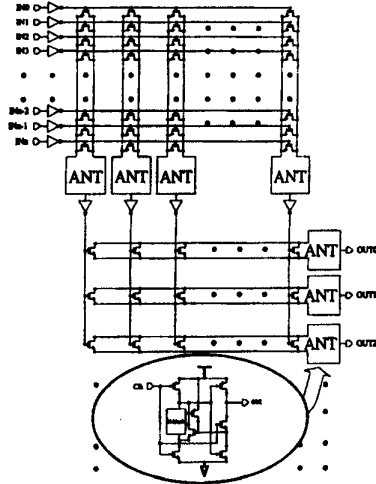 IN0
IN1
IN2
IN3
INn-2
INn-1
INn
ANT ANT ANT ANT
ANT OUT0
ANT OUT1
ANT OUT2
Clk
out